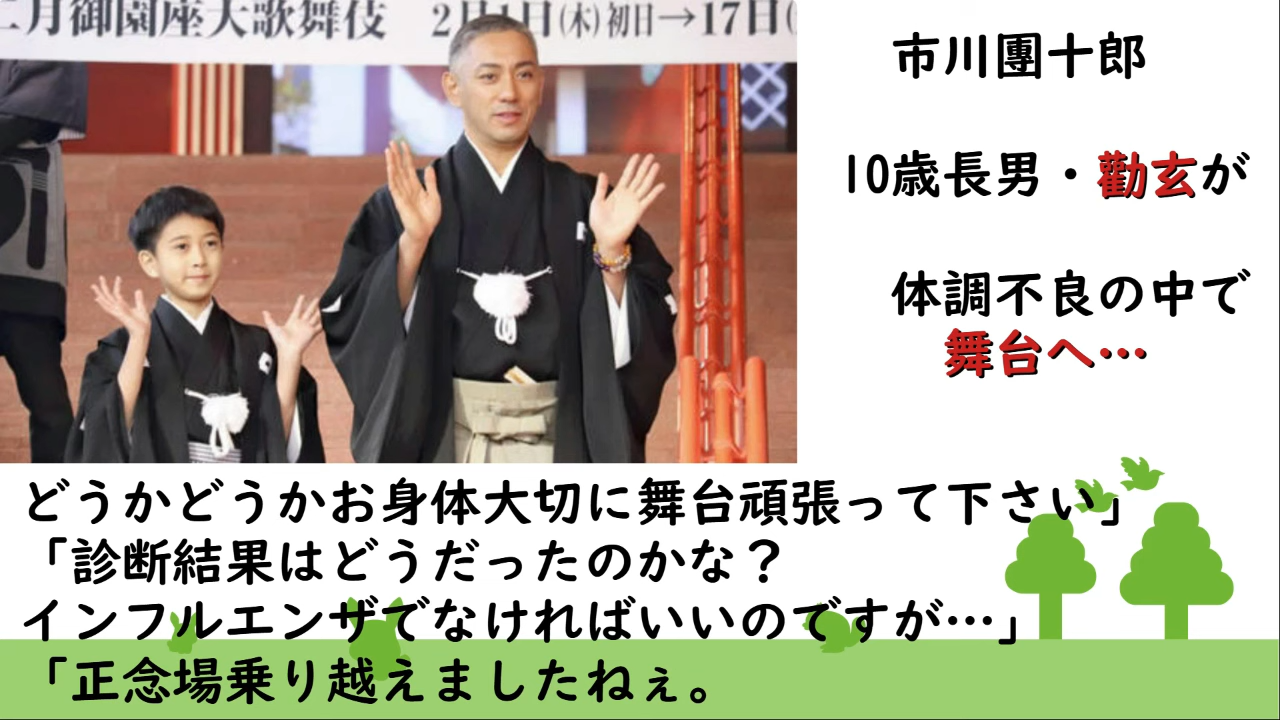 二月御園座大歌舞伎 2月1日(木)初日→17日(
市川團十郎
10歳長男・勸玄が
体調不良の中で
舞台へ…
どうかどうかお身体大切に舞台頑張って下さい」
「診断結果はどうだったのかな?
インフルエンザでなければいいのですが…」
「正念場乗り越えましたねぇ。